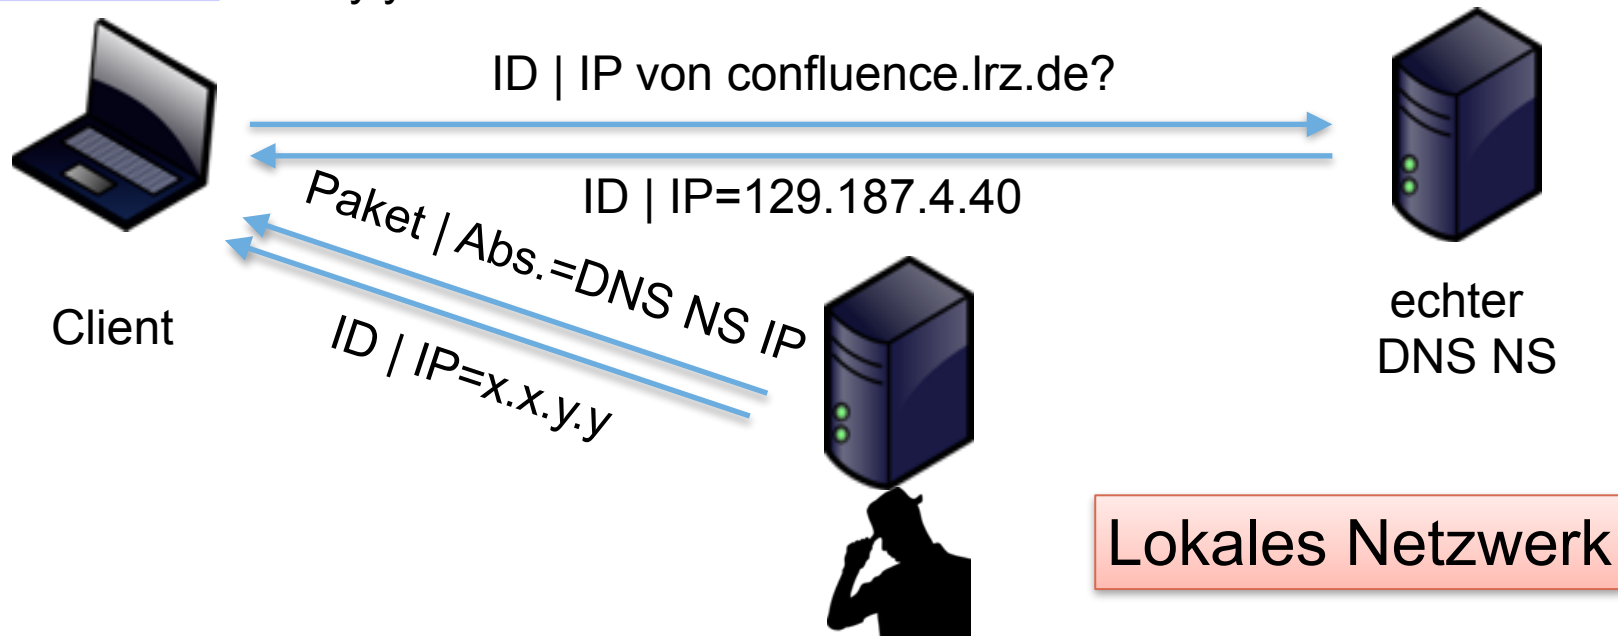 ID | IP von confluence.lrz.de?
ID | IP=129.187.4.40
Paket | Abs.=DNS NS IP
ID | IP=x.x.y.y
Client
echter
DNS NS
Lokales Netzwerk